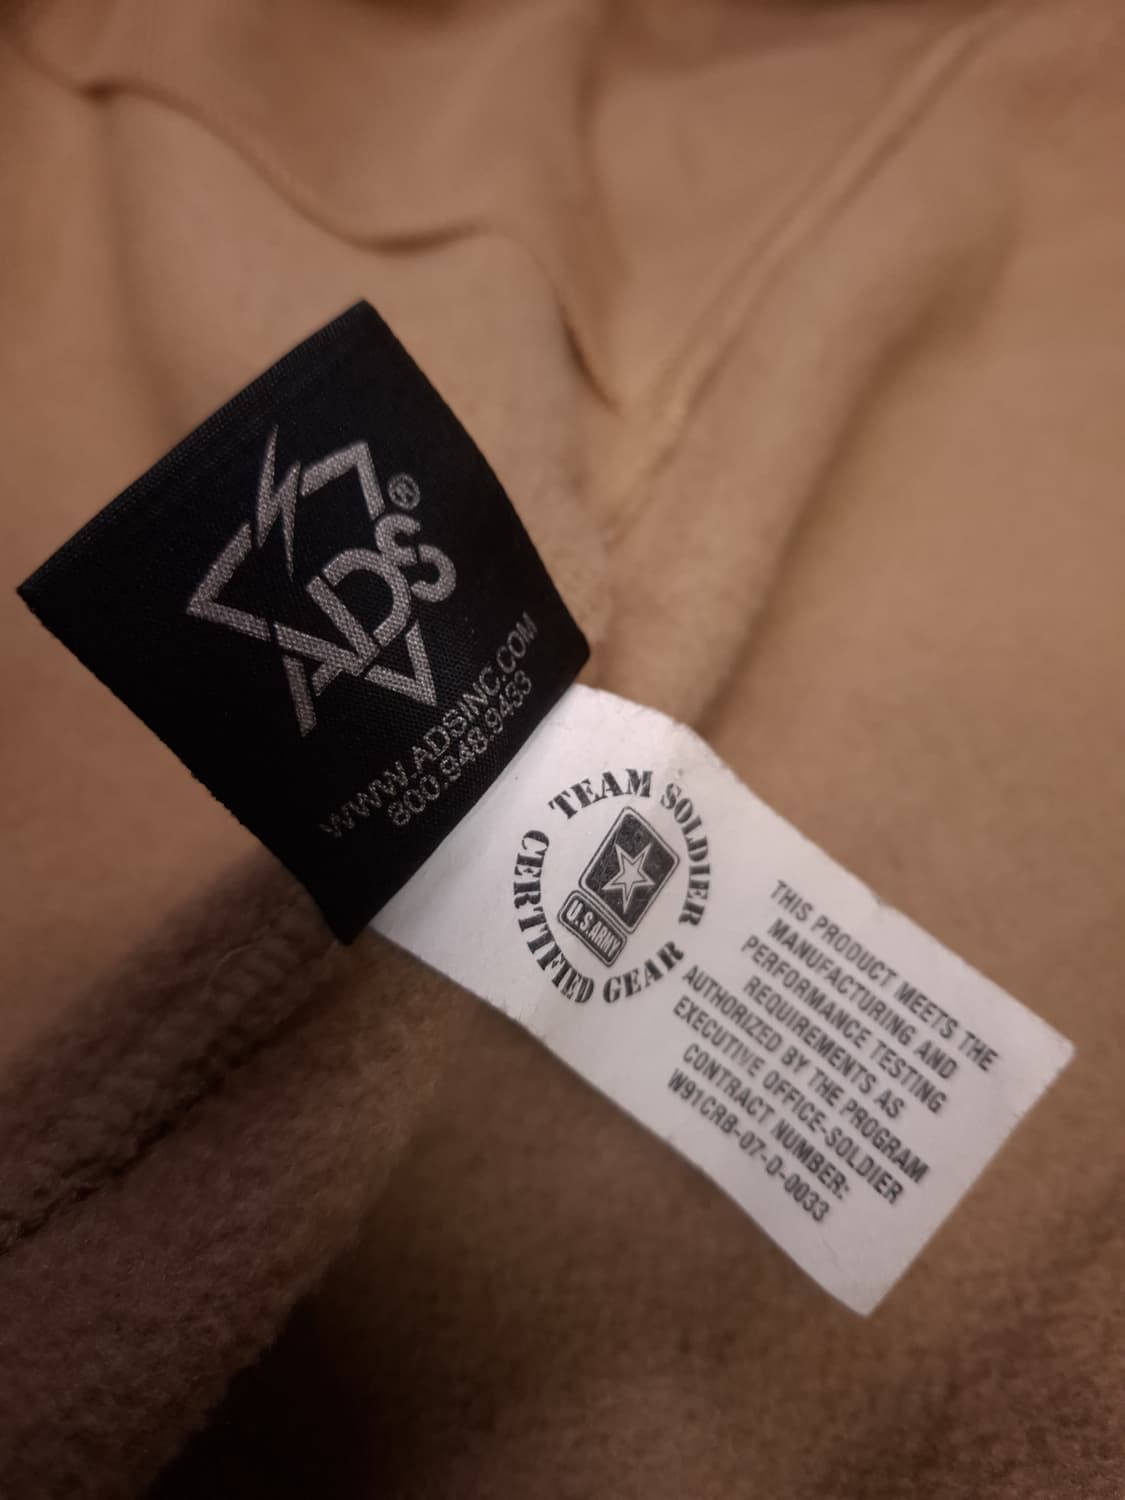 ADS®
WWW.ADSINC.COM
800.948.9433
TEAM SOLDIER
CERTIFIED GEAR
U.S.ARMY
THIS PRODUCT MEETS THE
MANUFACTURING AND
PERFORMANCE TESTING
REQUIREMENTS AS
AUTHORIZED BY THE PROGRAM
EXECUTIVE OFFICE-SOLDIER
CONTRACT NUMBER:
W91CRB-07-D-0033